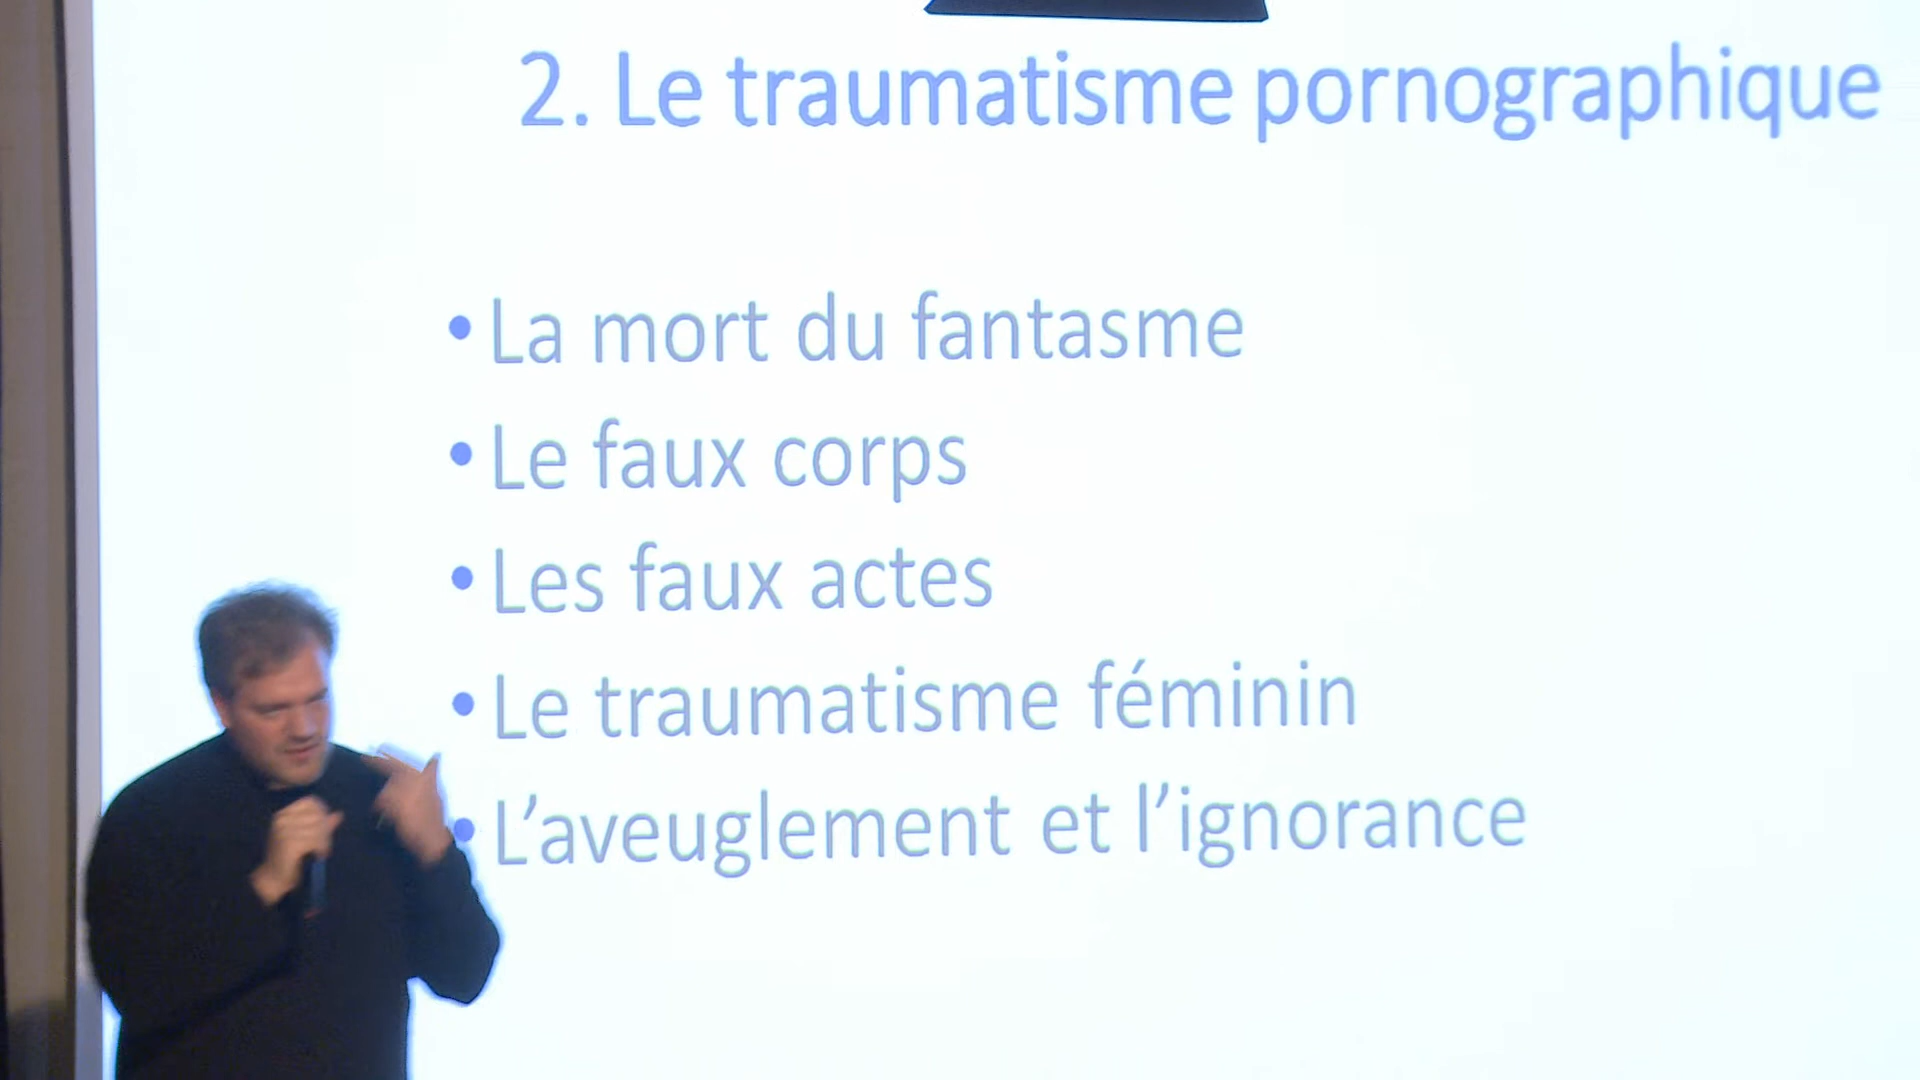 2. Le traumatisme pornographique
• La mort du fantasme
• Le faux corps
• Les faux actes
• Le traumatisme féminin
• L’aveuglement et l’ignorance